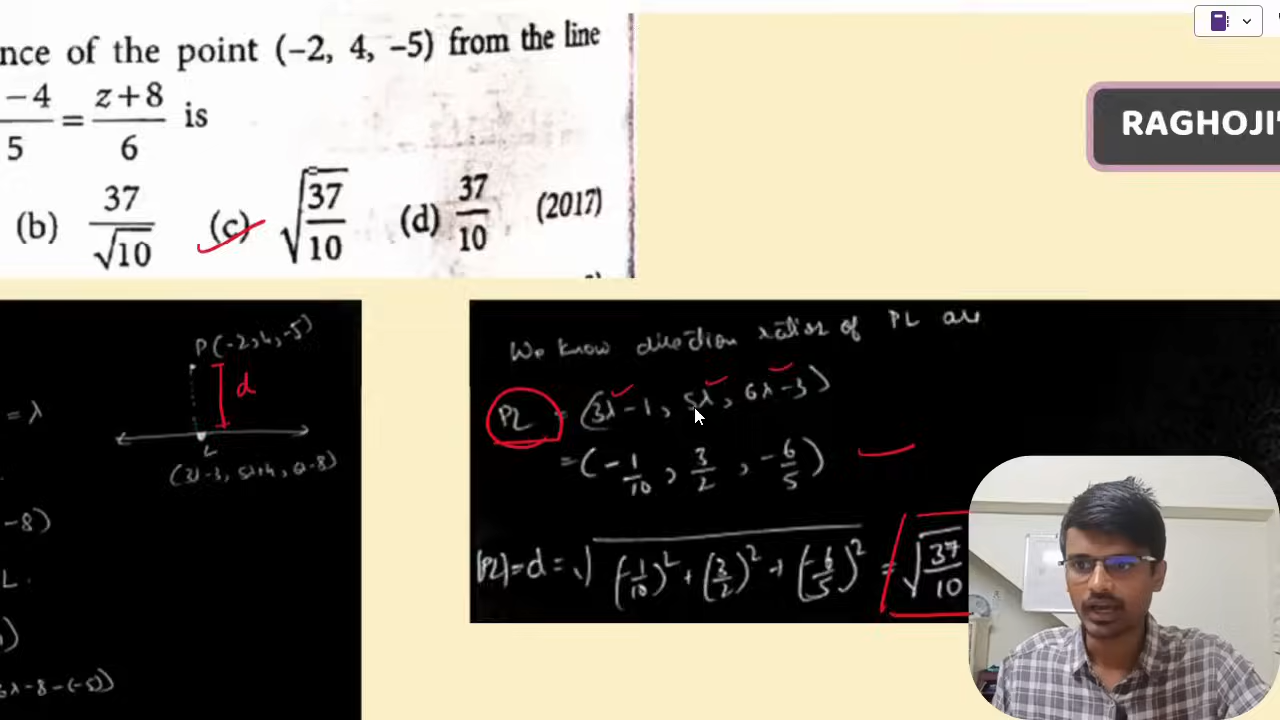 nce of the point (−2, 4, −5) from the line
−4/5 = z+8/6 is
(b) 37/√10 (c) √37/10 (d) 37/10 (2017)
RAGHOJI'
P(-2,4,-5)
d
= λ
L
(3λ-3, 5λ+4, 6λ-8)
-8)
L.
)
6λ-8-(-5))
We know direction ratios of PL are
PL = (3λ-1, 5λ, 6λ-3)
= (-1/10, 3/2, -6/5)
|PL| = d = √(-1/10)² + (3/2)² + (-6/5)² = √37/10